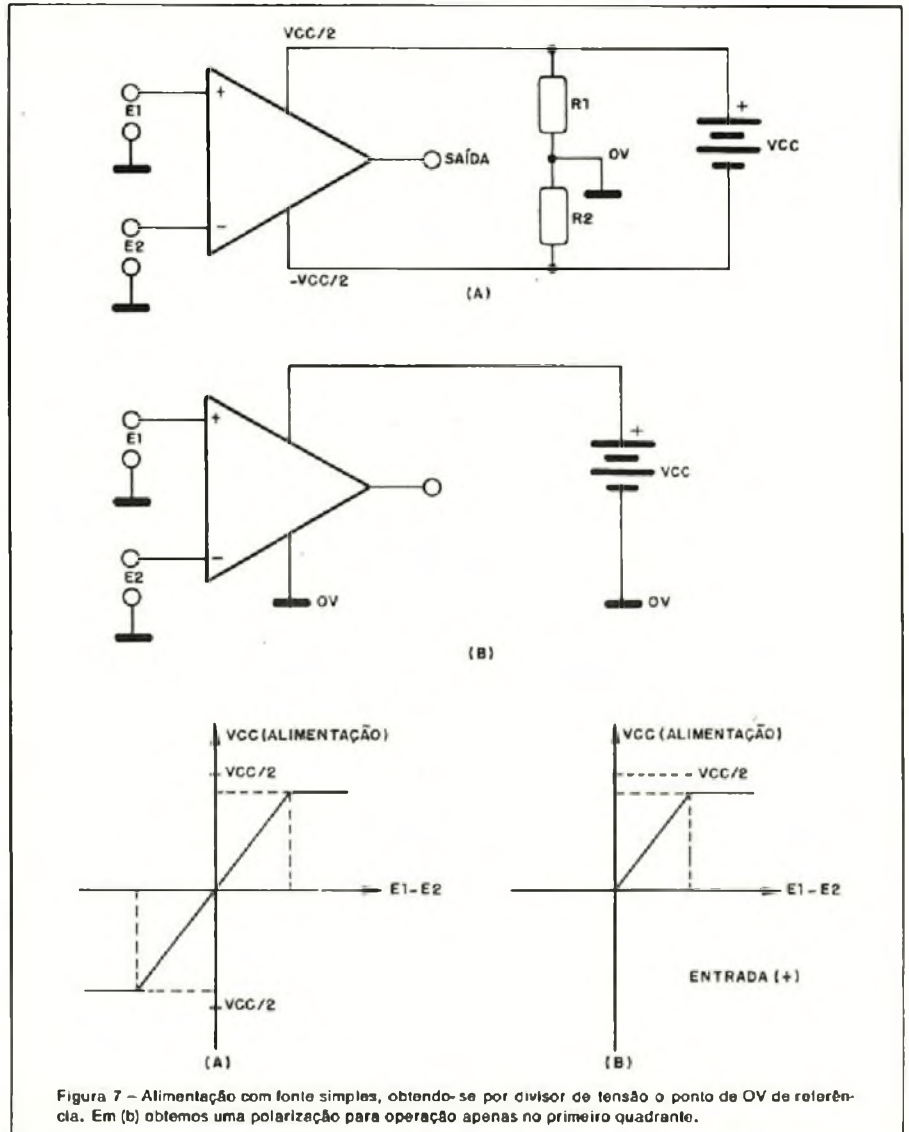 VCC/2
+
E1
R1
+
SAÍDA
0V
VCC
R2
-
E2
-VCC/2
(A)
+
E1
+
VCC
-
E2
0V
0V
(B)
VCC (ALIMENTAÇÃO)
VCC (ALIMENTAÇÃO)
VCC/2
VCC/2
E1-E2
E1-E2
ENTRADA (+)
VCC/2
(A)
(B)
Figura 7 – Alimentação com fonte simples, obtendo-se por divisor de tensão o ponto de 0V de referên-
cia. Em (b) obtemos uma polarização para operação apenas no primeiro quadrante.